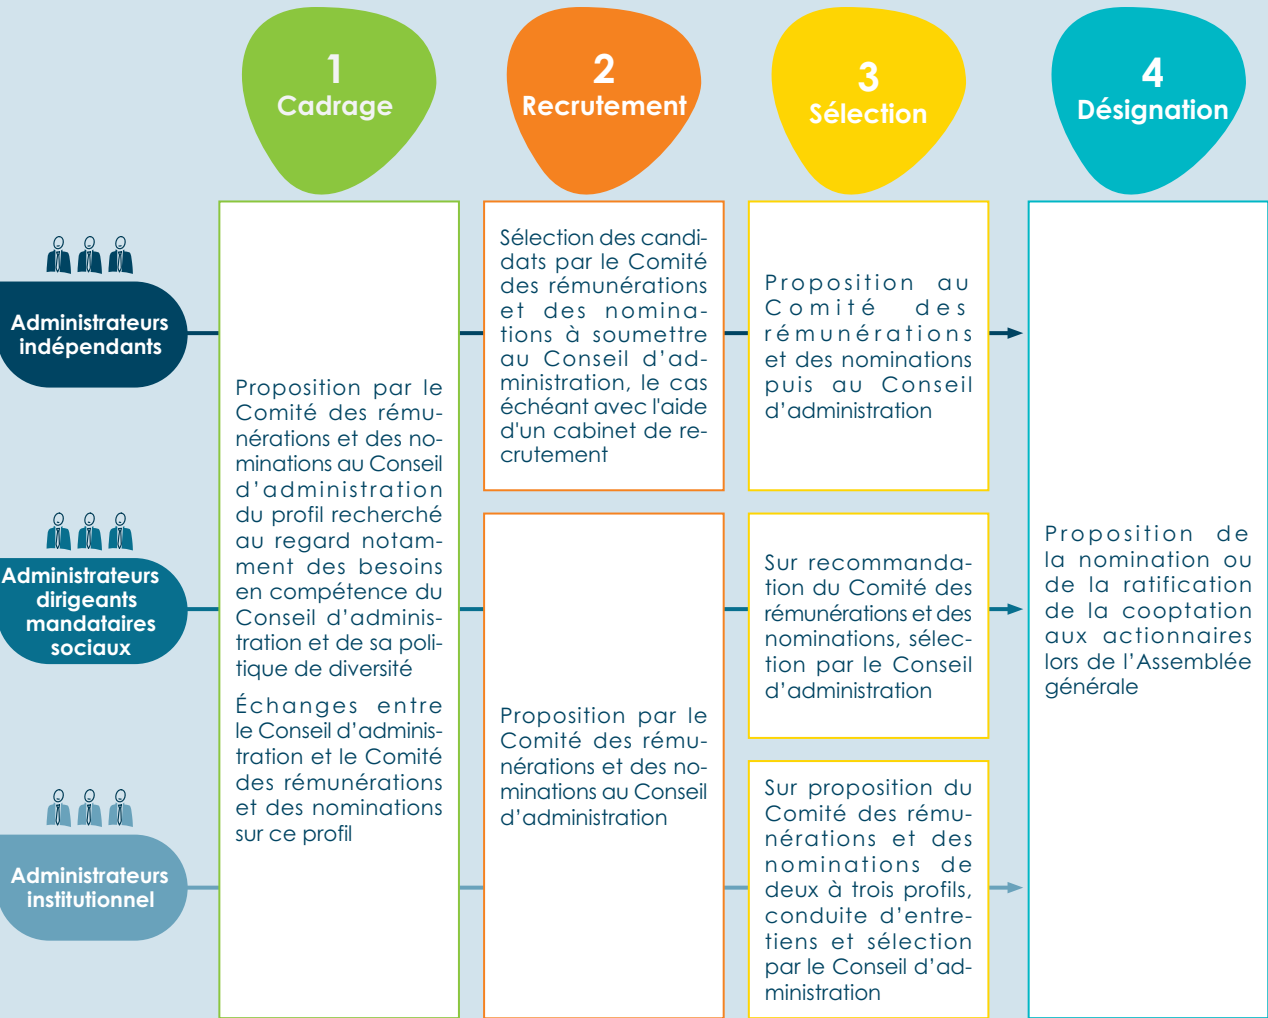 1
Cadrage
2
Recrutement
3
Sélection
4
Désignation
Administrateurs
indépendants
Administrateurs
dirigeants
mandataires
sociaux
Administrateurs
institutionnel
Proposition par le
Comité des rému-
nérations et des no-
minations au Conseil
d’administration
du profil recherché
au regard notam-
ment des besoins
en compétence du
Conseil d’adminis-
tration et de sa poli-
tique de diversité
Échanges entre
le Conseil d’adminis-
tration et le Comité
des rémunérations
et des nominations
sur ce profil
Sélection des candi-
dats par le Comité
des rémunérations
et des nomina-
tions à soumettre
au Conseil d’ad-
ministration, le cas
échéant avec l'aide
d'un cabinet de re-
crutement
Proposition par le
Comité des rému-
nérations et des no-
minations au Conseil
d’administration
Proposition au
Comité des
rémunérations
et des nominations
puis au Conseil
d’administration
Sur recommanda-
tion du Comité des
rémunérations et des
nominations, sélec-
tion par le Conseil
d’administration
Sur proposition du
Comité des rému-
nérations et des
nominations de
deux à trois profils,
conduite d’entre-
tiens et sélection
par le Conseil d’ad-
ministration
Proposition de
la nomination ou
de la ratification
de la cooptation
aux actionnaires
lors de l’Assemblée
générale